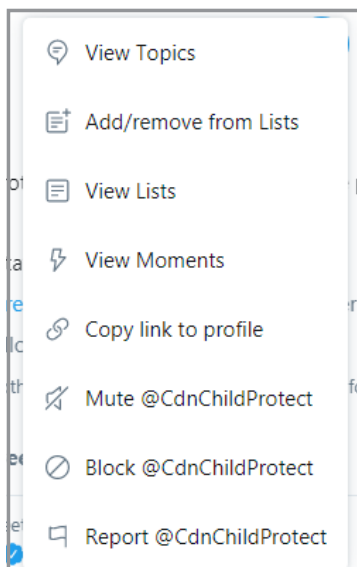 View Topics
Add/remove from Lists
View Lists
View Moments
Copy link to profile
Mute @CdnChildProtect
Block @CdnChildProtect
Report @CdnChildProtect